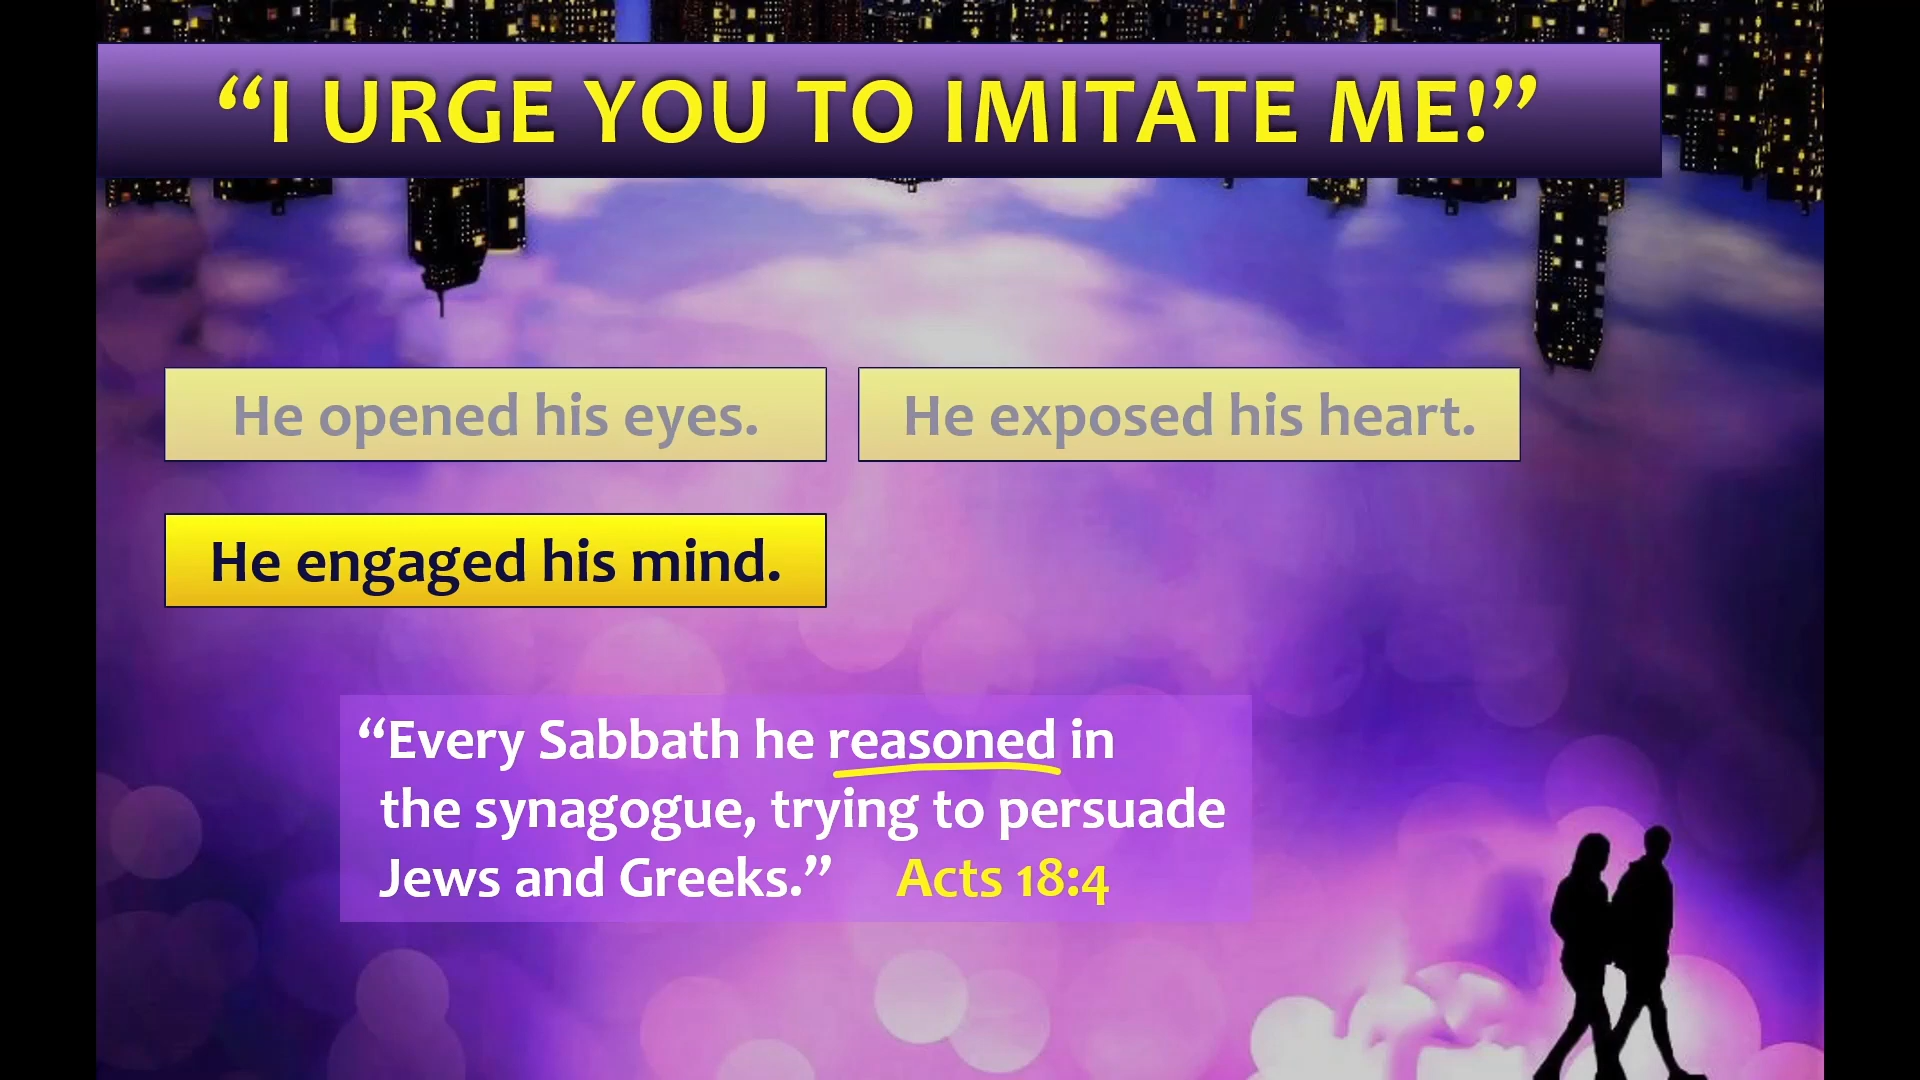 “I URGE YOU TO IMITATE ME!”
He opened his eyes.
He exposed his heart.
He engaged his mind.
“Every Sabbath he reasoned in
the synagogue, trying to persuade
Jews and Greeks.” Acts 18:4